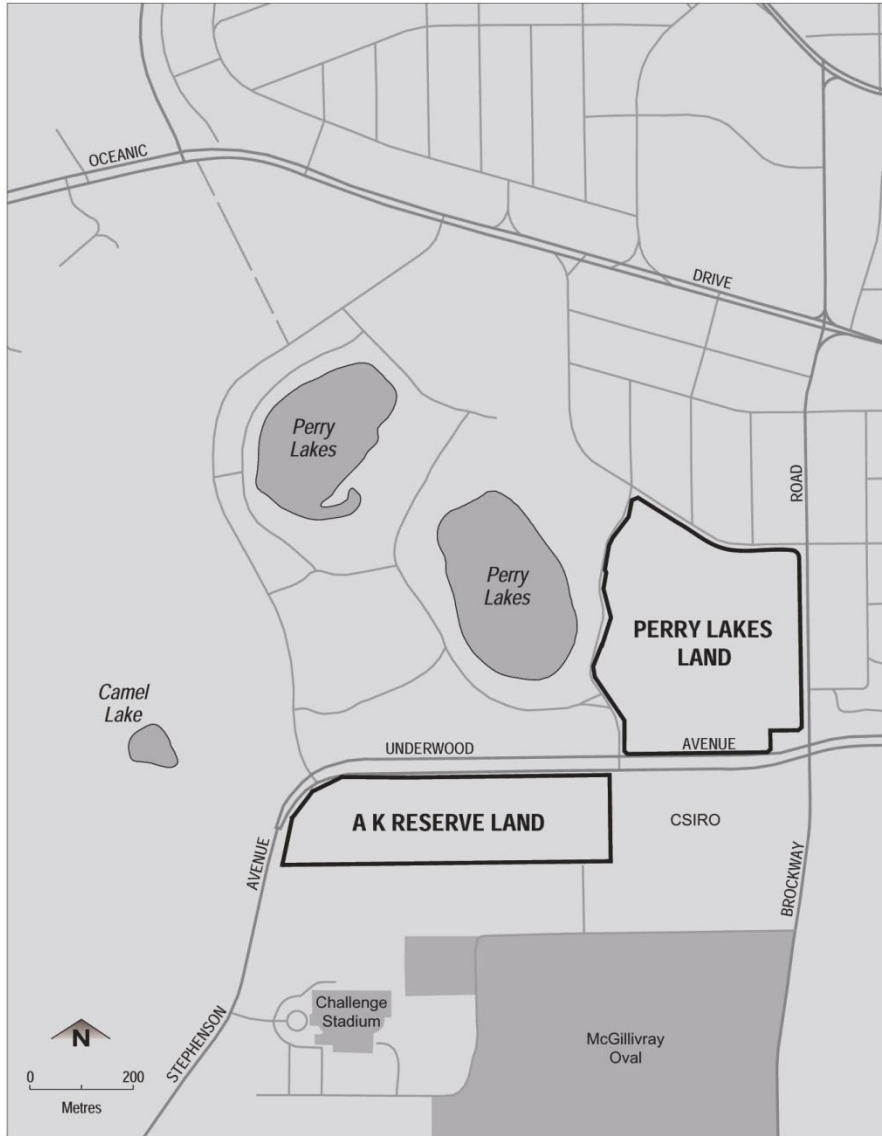 OCEANIC
DRIVE
Perry
Lakes
ROAD
Perry
Lakes
PERRY LAKES
LAND
Camel
Lake
UNDERWOOD
AVENUE
A K RESERVE LAND
CSIRO
AVENUE
BROCKWAY
STEPHENSON
Challenge
Stadium
McGillivray
Oval
N
0 200
Metres